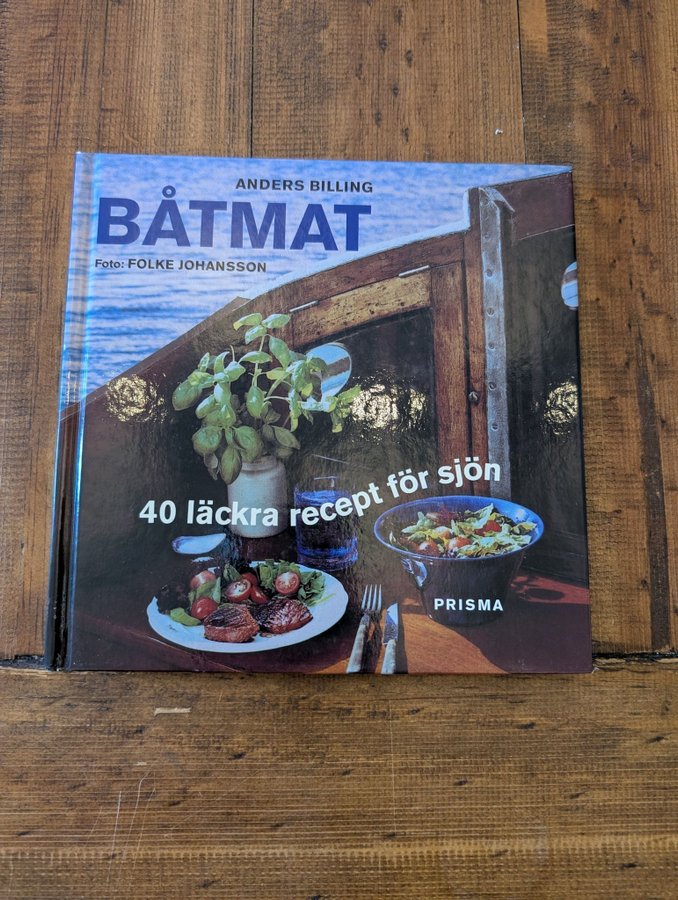 ANDERS BILLING
BÅTMAT
Foto: FOLKE JOHANSSON
40 läckra recept för sjön
PRISMA